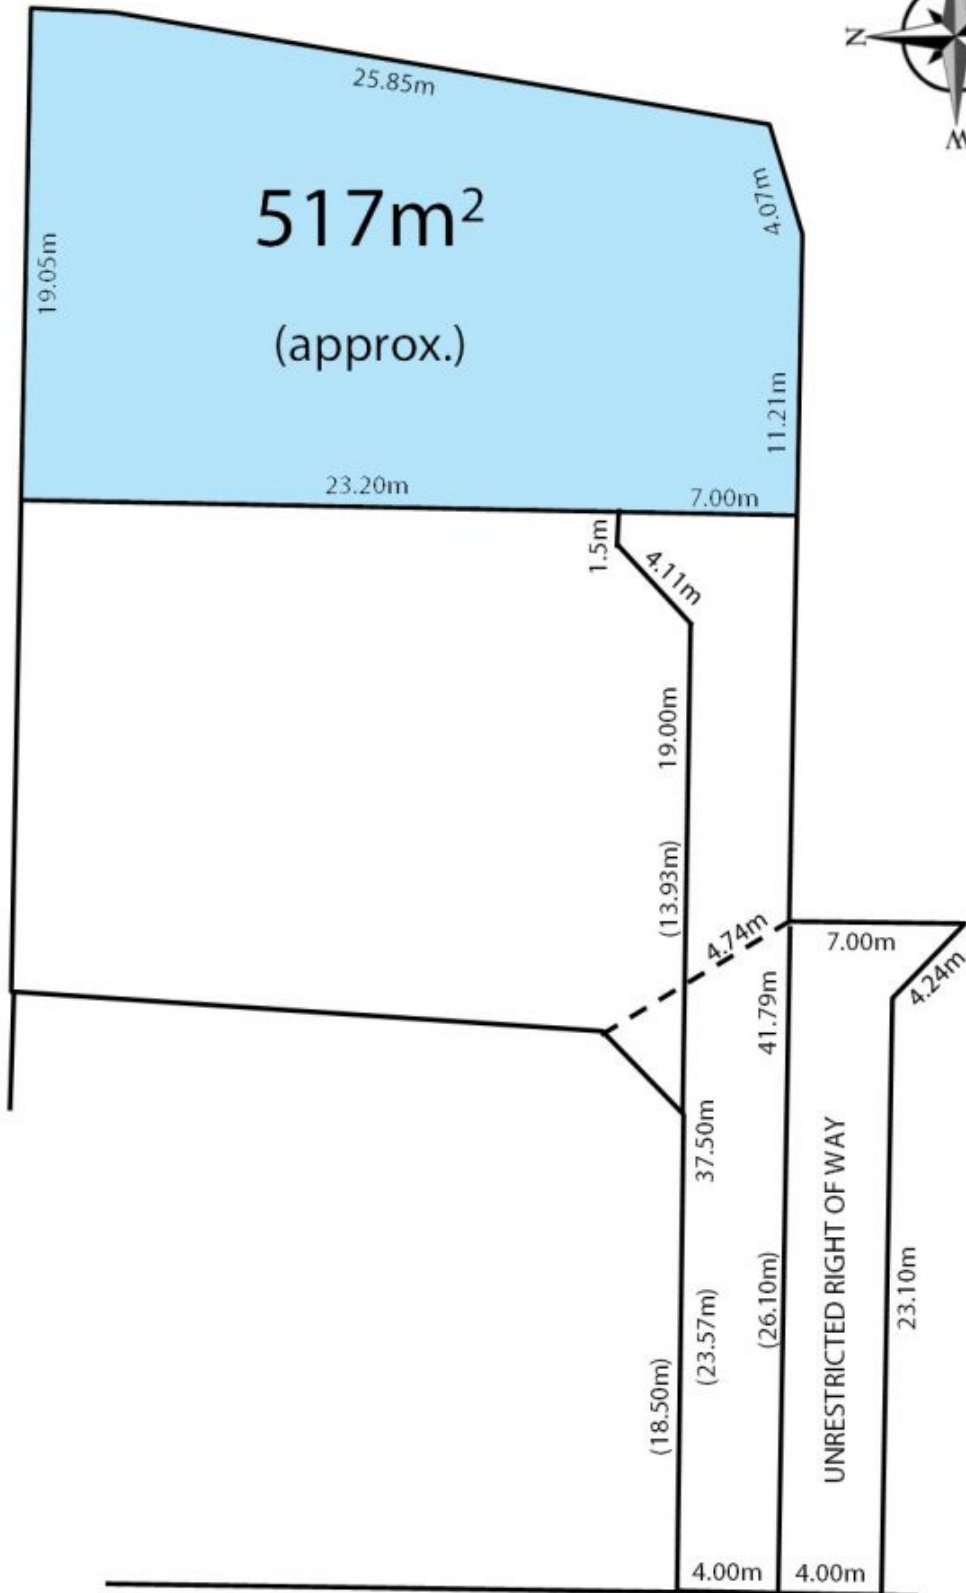 N
W
25.85m
517m²
(approx.)
4.07m
19.05m
11.21m
23.20m
7.00m
1.5m
4.11m
19.00m
(13.93m)
4.74m
7.00m
4.24m
41.79m
37.50m
UNRESTRICTED RIGHT OF WAY
(26.10m)
23.10m
(23.57m)
(18.50m)
4.00m
4.00m